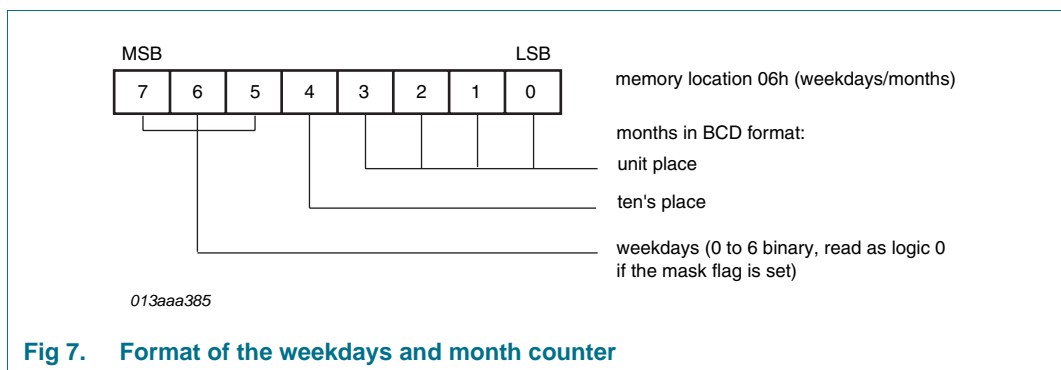 MSB LSB
7 6 5 4 3 2 1 0
memory location 06h (weekdays/months)
months in BCD format:
unit place
ten's place
weekdays (0 to 6 binary, read as logic 0
if the mask flag is set)
013aaa385
Fig 7. Format of the weekdays and month counter